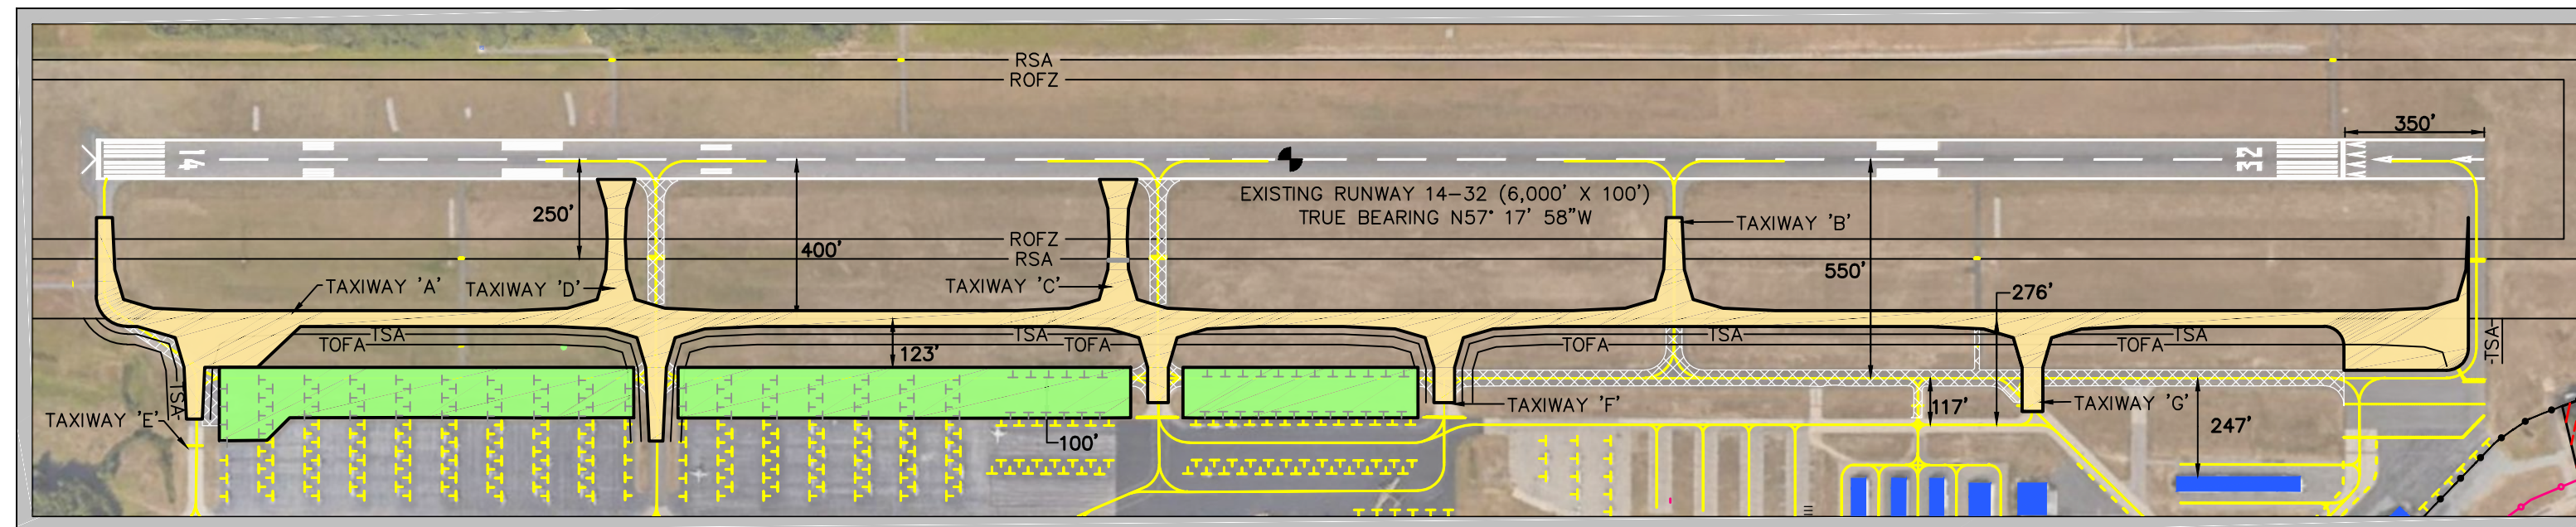 RSA
ROFZ
350'
14
32
EXISTING RUNWAY 14-32 (6,000' X 100')
TRUE BEARING N57° 17' 58"W
250'
400'
TAXIWAY 'B'
ROFZ
RSA
550'
TAXIWAY 'A'
TAXIWAY 'D'
TAXIWAY 'C'
276'
TSA
TOFA
123'
TSA
TOFA
TOFA
TSA
TOFA
TSA
TSA
TSA
TAXIWAY 'E'
TAXIWAY 'F'
117'
TAXIWAY 'G'
247'
100'